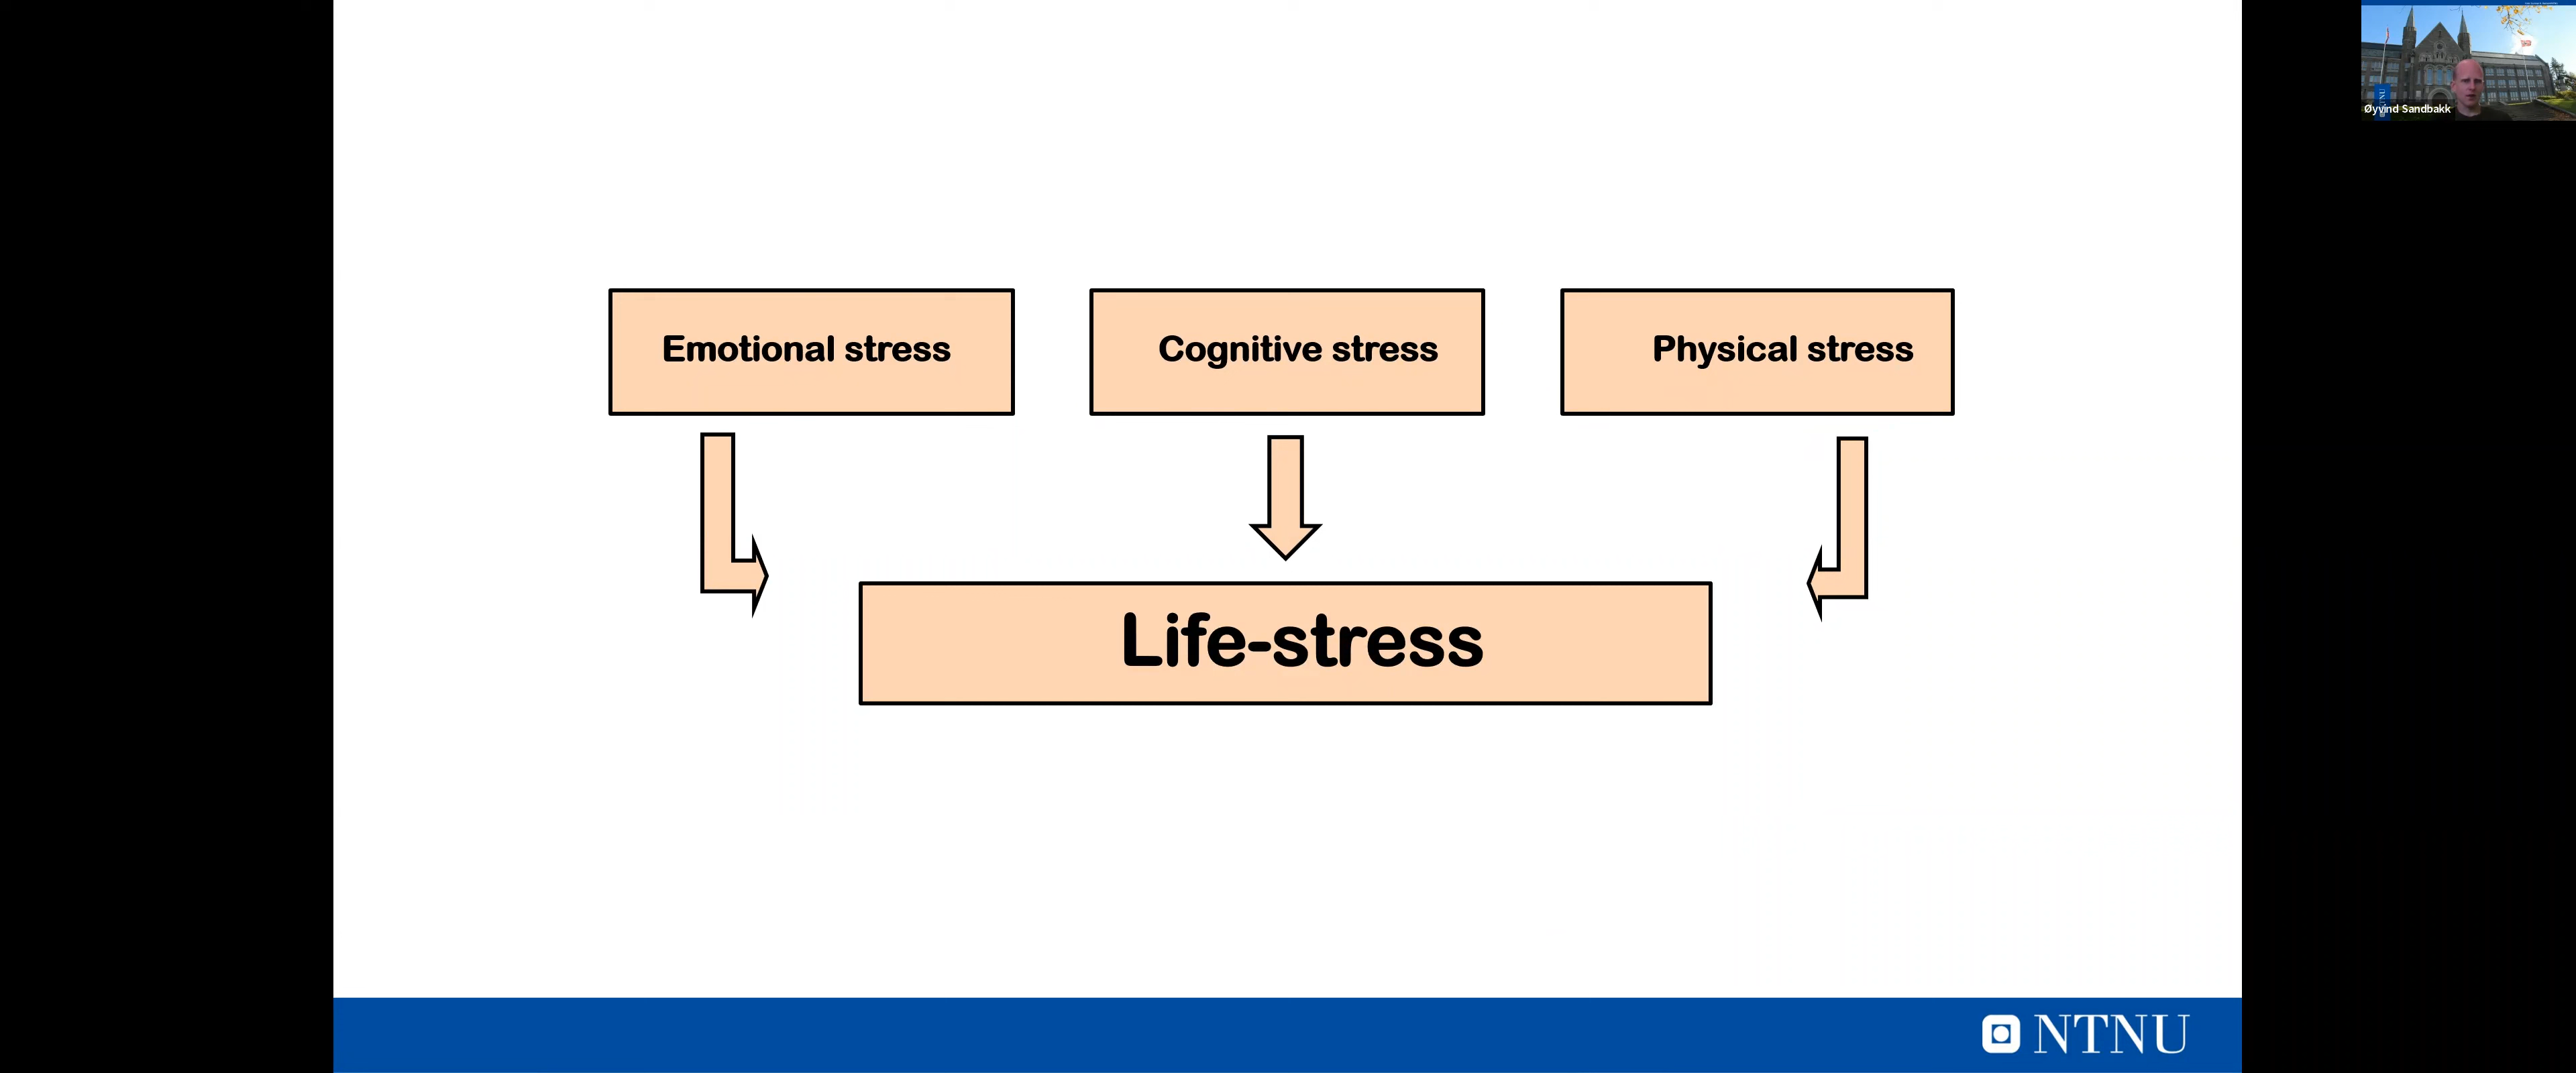 Øyvind Sandbakk
Emotional stress
Cognitive stress
Physical stress
Life-stress
NTNU